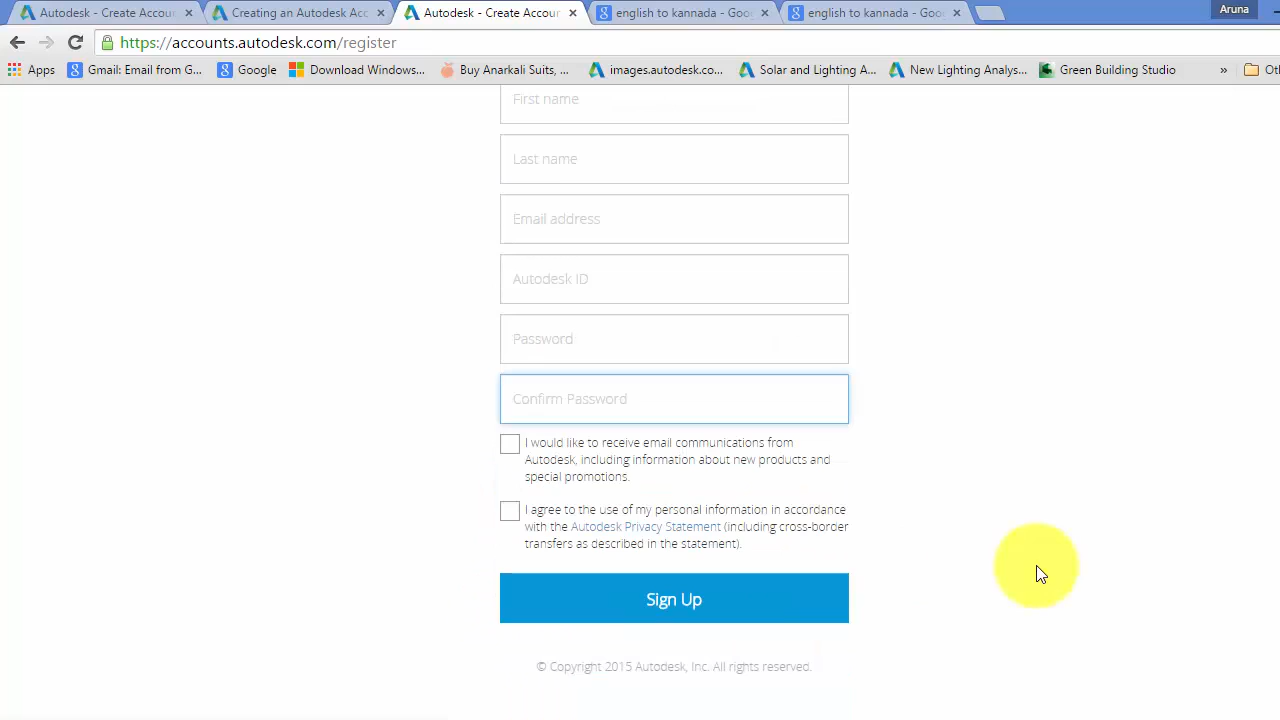 Autodesk - Create Accou
Creating an Autodesk Acc
Autodesk - Create Accou
english to kannada - Goo
english to kannada - Goo
Aruna
https://accounts.autodesk.com/register
Apps
Gmail: Email from G...
Google
Download Windows...
Buy Anarkali Suits, ...
images.autodesk.co...
Solar and Lighting A...
New Lighting Analys...
Green Building Studio
»
Ot
First name
Last name
Email address
Autodesk ID
Password
Confirm Password
I would like to receive email communications from
Autodesk, including information about new products and
special promotions.
I agree to the use of my personal information in accordance
with the Autodesk Privacy Statement (including cross-border
transfers as described in the statement).
Sign Up
© Copyright 2015 Autodesk, Inc. All rights reserved.